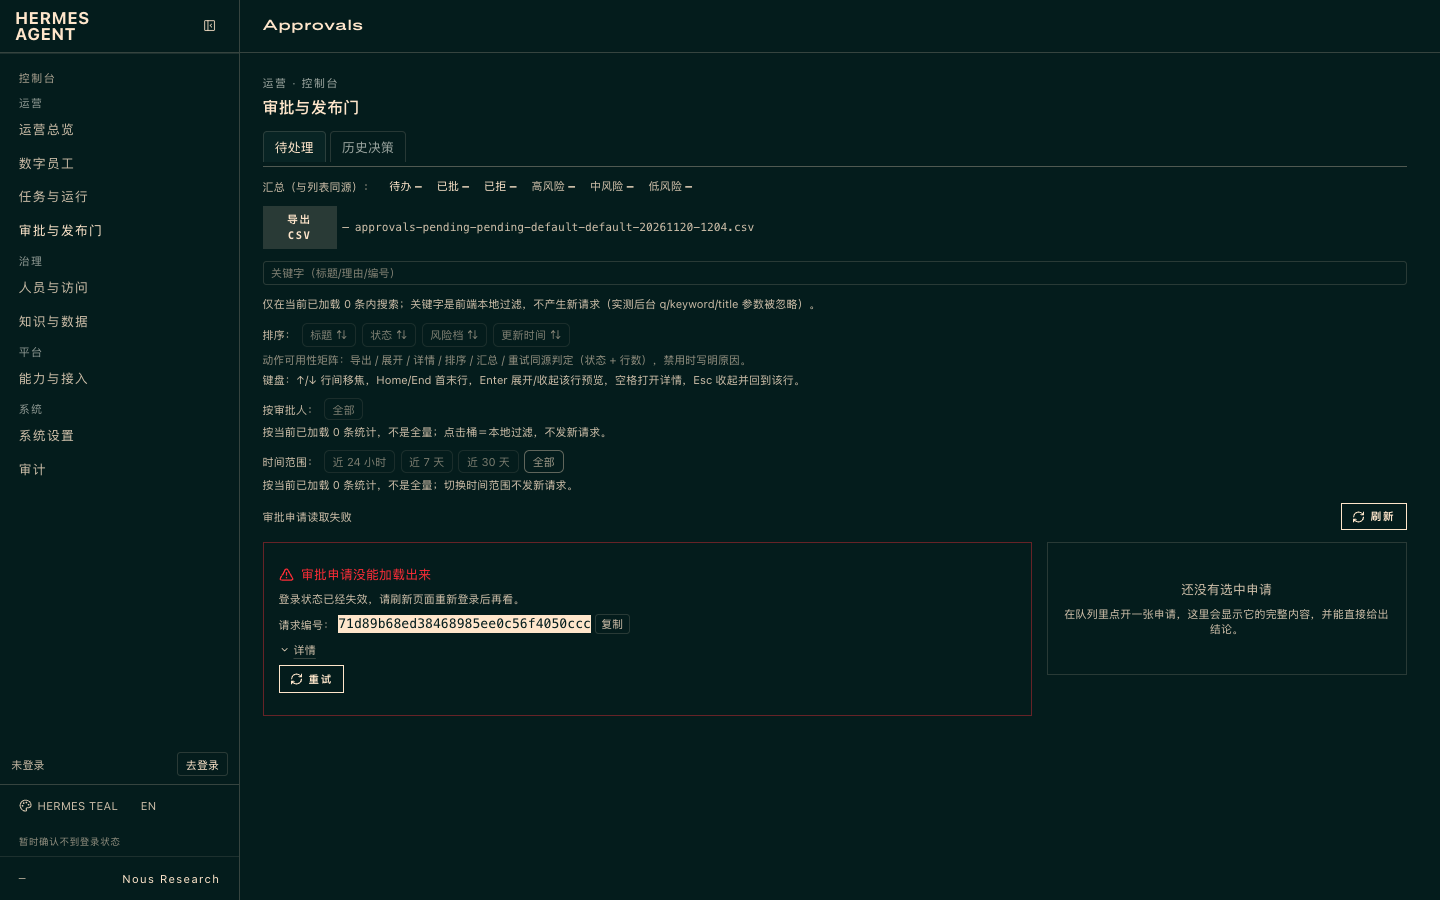 HERMES
AGENT
控制台
运营
运营总览
数字员工
任务与运行
审批与发布门
治理
人员与访问
知识与数据
平台
能力与接入
系统
系统设置
审计
未登录
去登录
HERMES TEAL EN
暂时确认不到登录状态
— Nous Research
Approvals
运营 · 控制台
审批与发布门
待处理 历史决策
汇总（与列表同源）： 待办 — 已批 — 已拒 — 高风险 — 中风险 — 低风险 —
导出
CSV
— approvals-pending-pending-default-default-20261120-1204.csv
关键字（标题/理由/编号）
仅在当前已加载 0 条内搜索；关键字是前端本地过滤，不产生新请求（实测后台 q/keyword/title 参数被忽略）。
排序： 标题 ⇅ 状态 ⇅ 风险档 ⇅ 更新时间 ⇅
动作可用性矩阵：导出 / 展开 / 详情 / 排序 / 汇总 / 重试同源判定（状态 + 行数），禁用时写明原因。
键盘：↑/↓ 行间移焦，Home/End 首末行，Enter 展开/收起该行预览，空格打开详情，Esc 收起并回到该行。
按审批人： 全部
按当前已加载 0 条统计，不是全量；点击桶＝本地过滤，不发新请求。
时间范围： 近 24 小时 近 7 天 近 30 天 全部
按当前已加载 0 条统计，不是全量；切换时间范围不发新请求。
审批申请读取失败
刷新
审批申请没能加载出来
登录状态已经失效，请刷新页面重新登录后再看。
请求编号： 71d89b68ed38468985ee0c56f4050ccc 复制
详情
重试
还没有选中申请
在队列里点开一张申请，这里会显示它的完整内容，并能直接给出
结论。